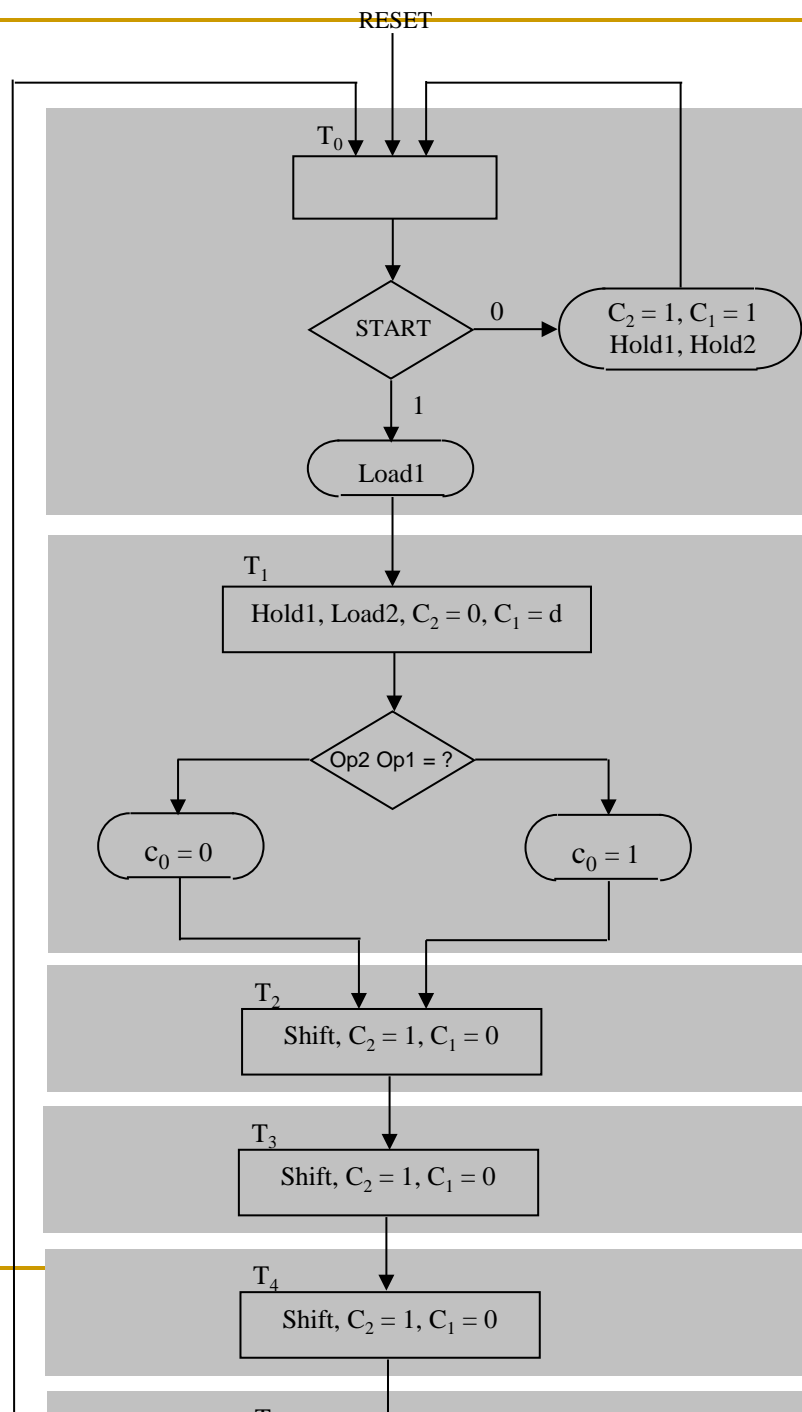 RESET
T₀
START
0
C₂ = 1, C₁ = 1
Hold1, Hold2
1
Load1
T₁
Hold1, Load2, C₂ = 0, C₁ = d
Op2 Op1 = ?
c₀ = 0
c₀ = 1
T₂
Shift, C₂ = 1, C₁ = 0
T₃
Shift, C₂ = 1, C₁ = 0
T₄
Shift, C₂ = 1, C₁ = 0